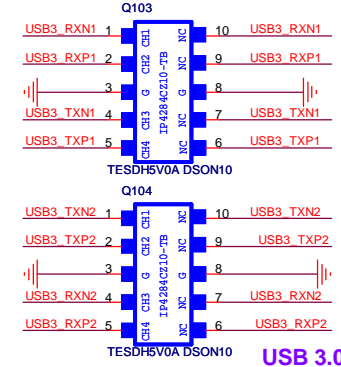 Q103
USB3_RXN1 1 CH1 NC 10 USB3_RXN1
USB3_RXP1 2 CH2 NC 9 USB3_RXP1
3 G G 8
USB3_TXN1 4 CH3 NC 7 USB3_TXN1
USB3_TXP1 5 CH4 NC 6 USB3_TXP1
IP4284CZ10-TB
TESDH5V0A DSON10
Q104
USB3_TXN2 1 CH1 NC 10 USB3_TXN2
USB3_TXP2 2 CH2 NC 9 USB3_TXP2
3 G G 8
USB3_RXN2 4 CH3 NC 7 USB3_RXN2
USB3_RXP2 5 CH4 NC 6 USB3_RXP2
IP4284CZ10-TB
TESDH5V0A DSON10
USB 3.0